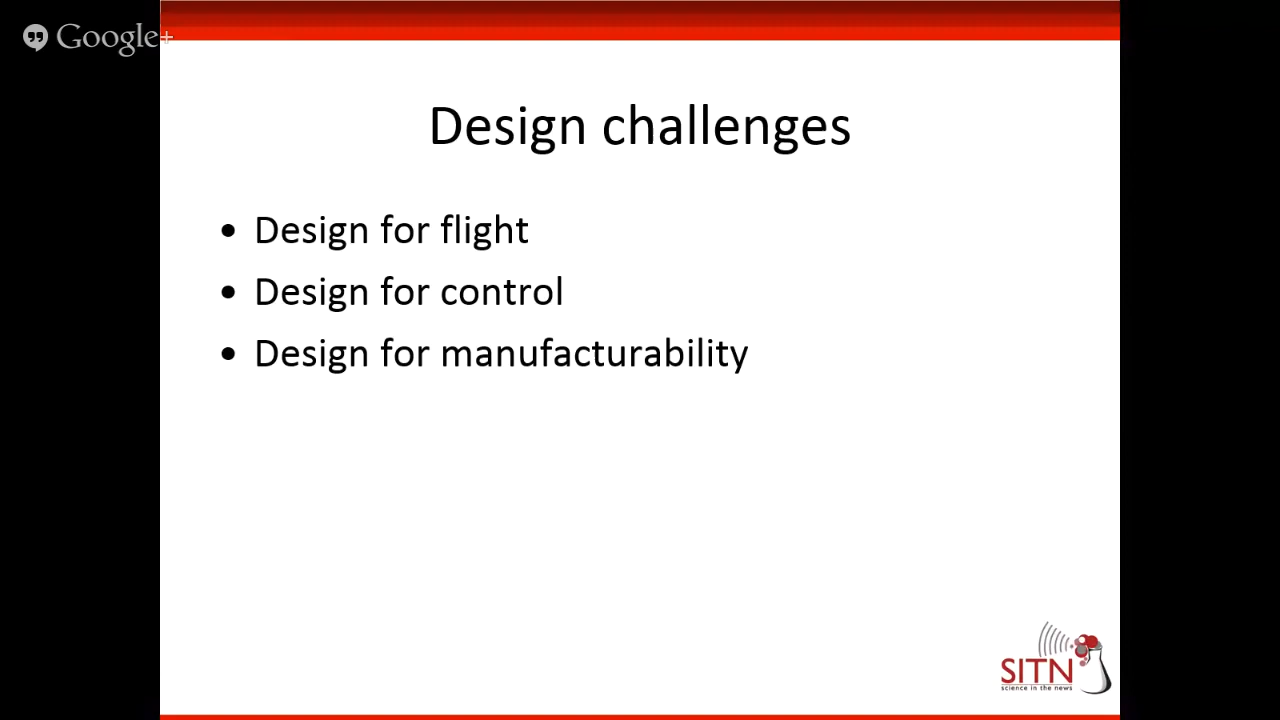 Google+
Design challenges
• Design for flight
• Design for control
• Design for manufacturability
SITN
science in the news